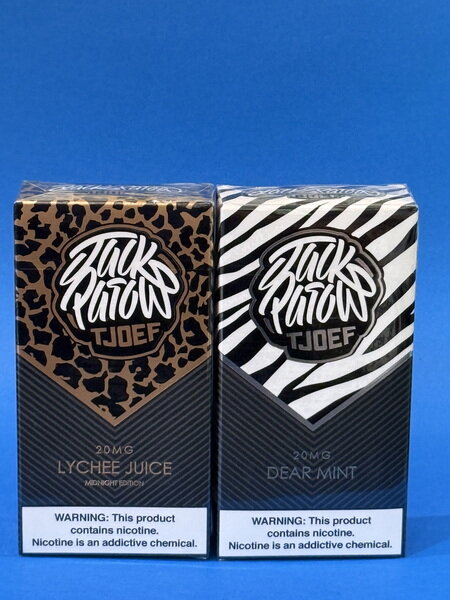 Jack
Parow
TJOEF
20MG
LYCHEE JUICE
MIDNIGHT EDITION
WARNING: This product
contains nicotine.
Nicotine is an addictive chemical.
Jack
Parow
TJOEF
20MG
DEAR MINT
WARNING: This product
contains nicotine.
Nicotine is an addictive chemical.